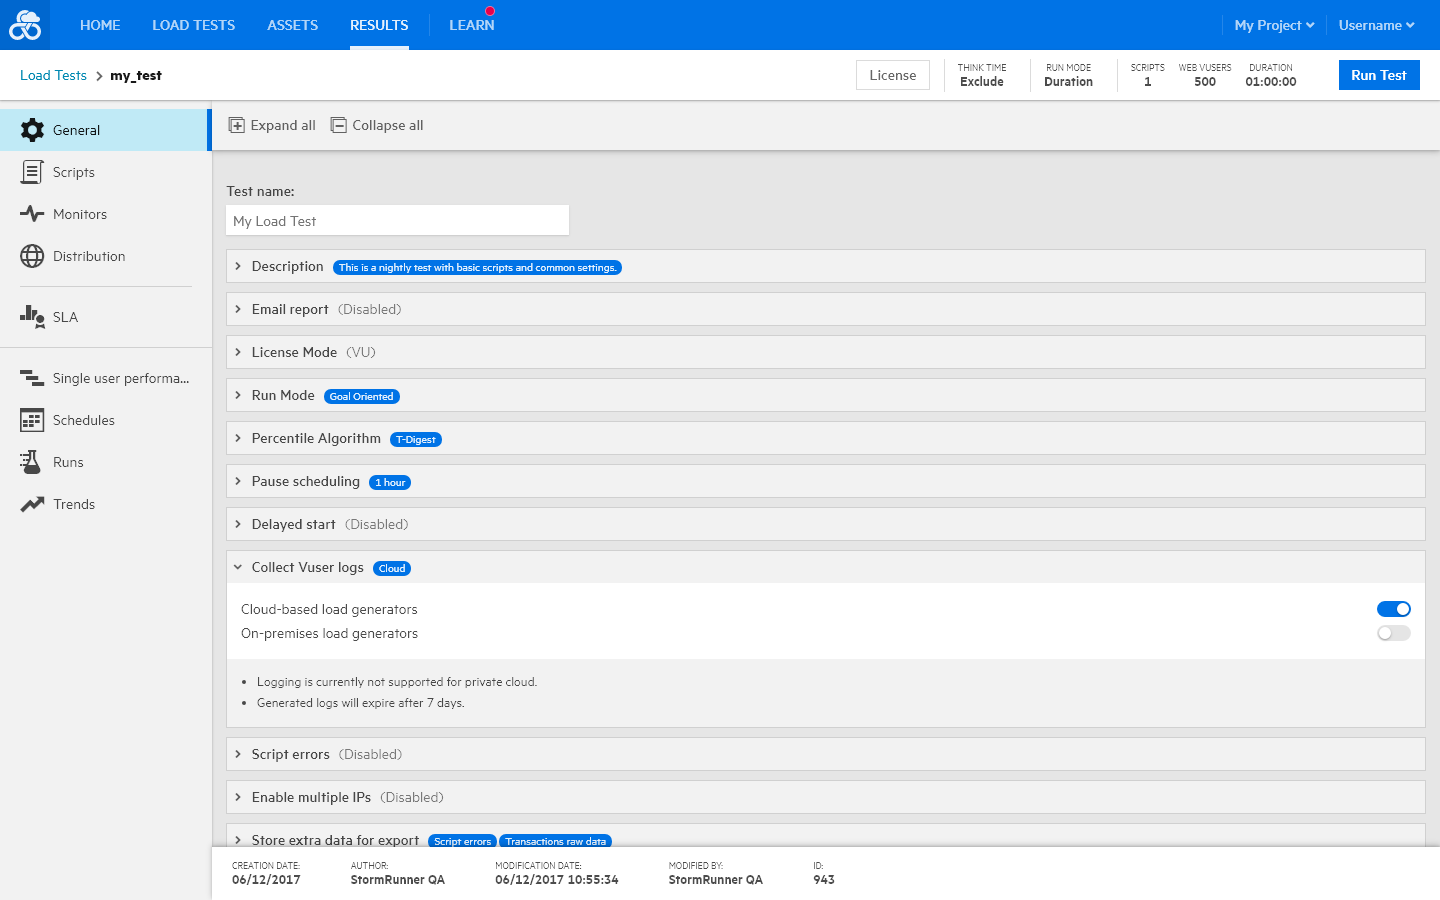 HOME LOAD TESTS ASSETS RESULTS LEARN My Project Username
Load Tests > my_test License THINK TIME Exclude RUN MODE Duration SCRIPTS 1 WEB VUSERS 500 DURATION 01:00:00 Run Test
General
Scripts
Monitors
Distribution
SLA
Single user performa...
Schedules
Runs
Trends
Expand all Collapse all
Test name:
My Load Test
Description This is a nightly test with basic scripts and common settings.
Email report (Disabled)
License Mode (VU)
Run Mode Goal Oriented
Percentile Algorithm T-Digest
Pause scheduling 1 hour
Delayed start (Disabled)
Collect Vuser logs Cloud
Cloud-based load generators
On-premises load generators
• Logging is currently not supported for private cloud.
• Generated logs will expire after 7 days.
Script errors (Disabled)
Enable multiple IPs (Disabled)
Store extra data for export Script errors Transactions raw data
CREATION DATE: AUTHOR: MODIFICATION DATE: MODIFIED BY: ID:
06/12/2017 StormRunner QA 06/12/2017 10:55:34 StormRunner QA 943